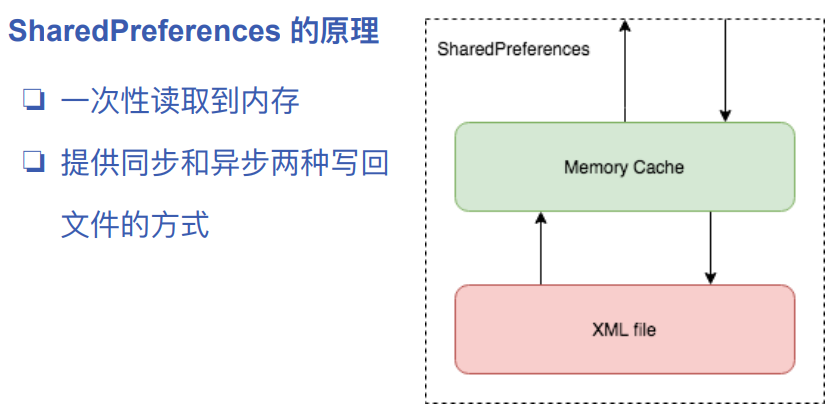 SharedPreferences 的原理
一次性读取到内存
提供同步和异步两种写回
文件的方式
SharedPreferences
Memory Cache
XML file